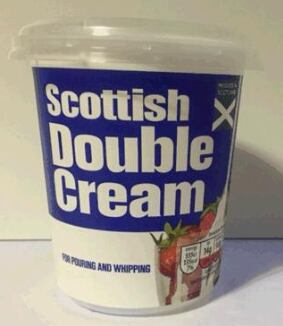 Scottish
Double
Cream
FOR POURING AND WHIPPING